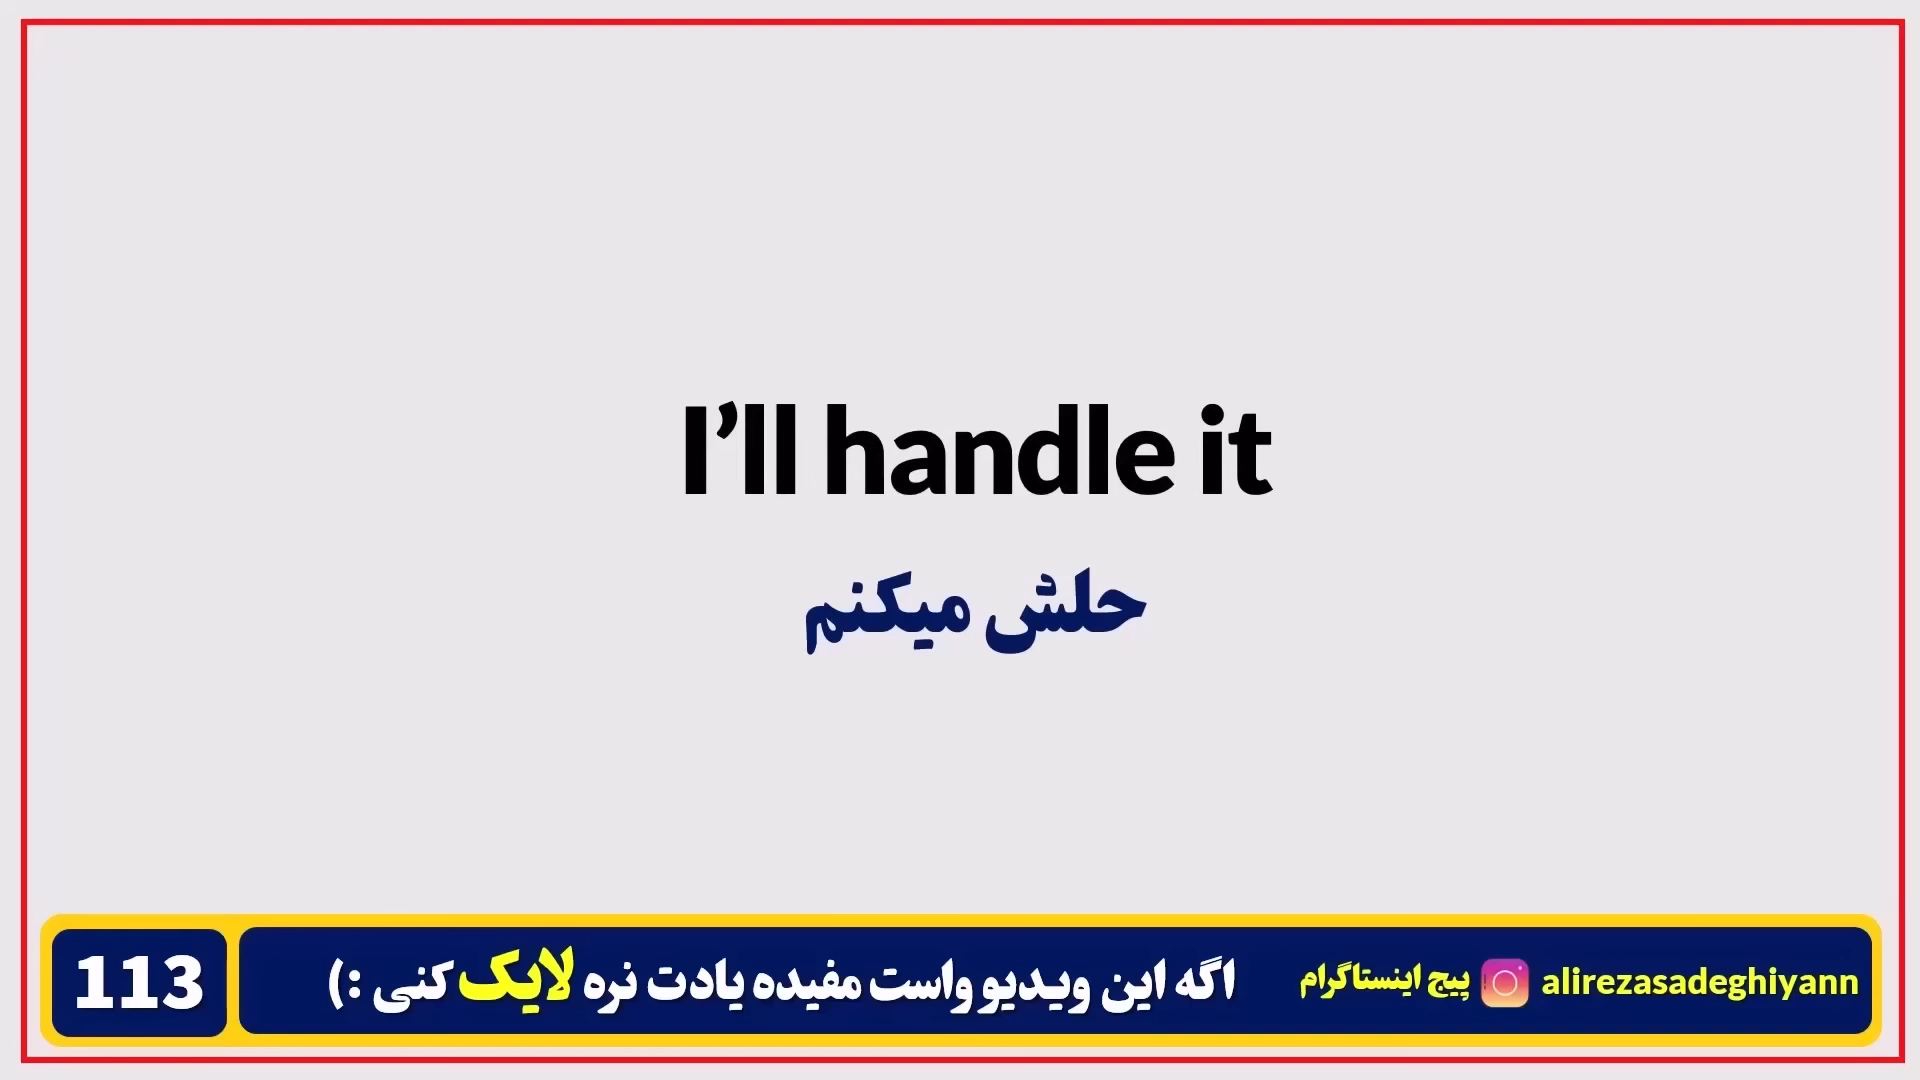 I’ll handle it
حلش میکنم
113
اگه این ویدیو واست مفیده یادت نره لایک کنی :)
پیج اینستاگرام
alirezasadeghiyann